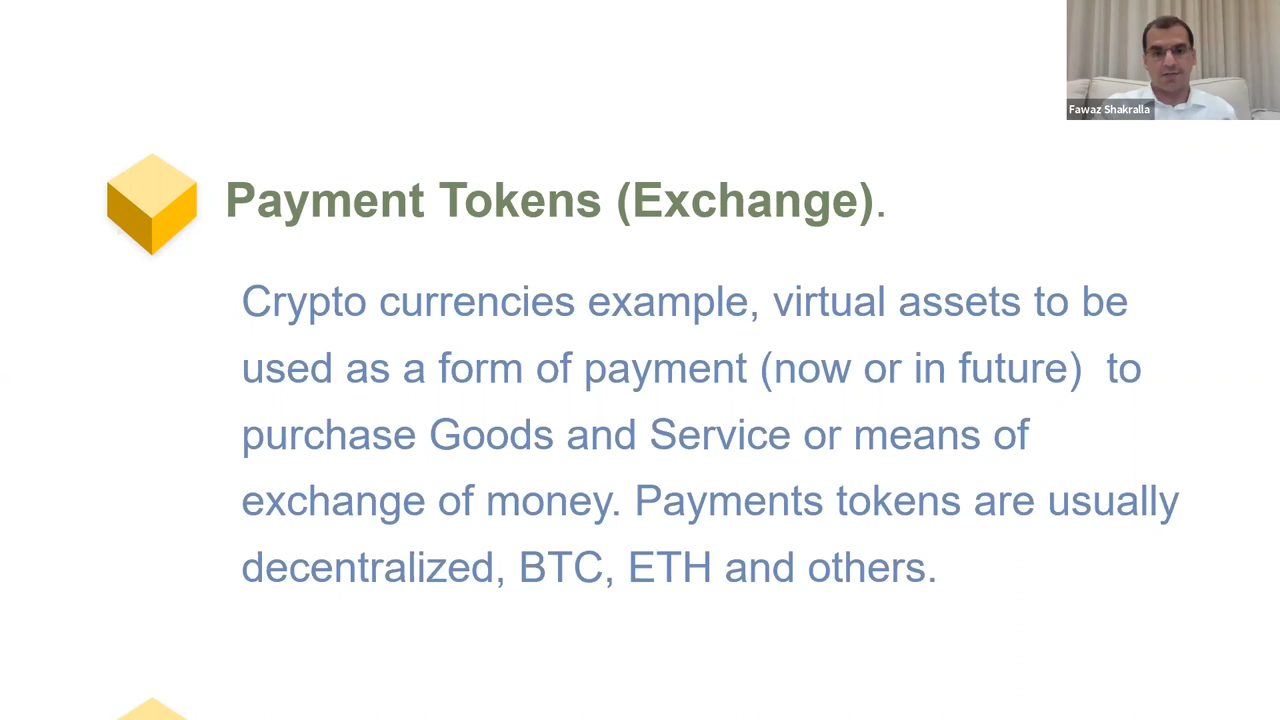 Fawaz Shakralla
Payment Tokens (Exchange).
Crypto currencies example, virtual assets to be
used as a form of payment (now or in future) to
purchase Goods and Service or means of
exchange of money. Payments tokens are usually
decentralized, BTC, ETH and others.